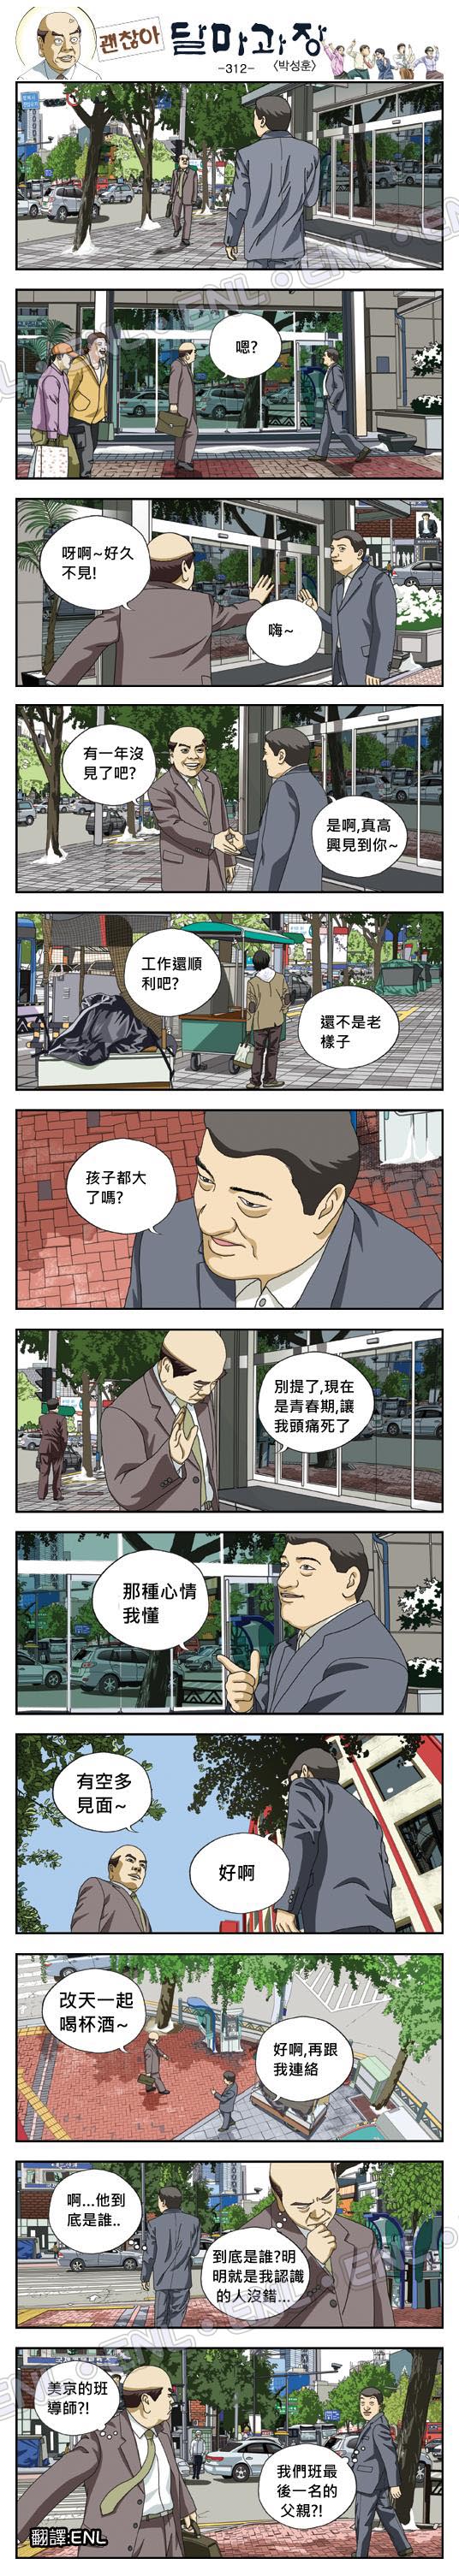 괜찮아
달마과장
-312-
<박성훈>
嗯?
呀啊~好久
不見!
嗨~
有一年沒
見了吧?
是啊,真高
興見到你~
工作還順
利吧?
還不是老
樣子
孩子都大
了嗎?
別提了,現在
是青春期,讓
我頭痛死了
那種心情
我懂
有空多
見面~
好啊
改天一起
喝杯酒~
好啊,再跟
我連絡
啊...他到
底是誰..
到底是誰?明
明就是我認識
的人沒錯...
美京的班
導師?!
我們班最
後一名的
父親?!
翻譯:ENL